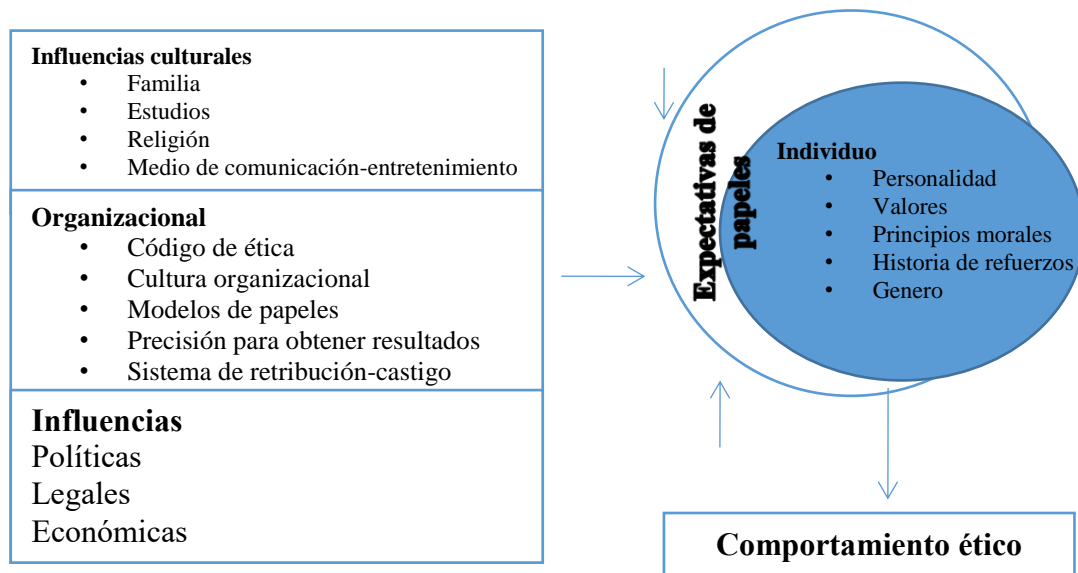 Influencias culturales
• Familia
• Estudios
• Religión
• Medio de comunicación-entretenimiento
Organizacional
• Código de ética
• Cultura organizacional
• Modelos de papeles
• Precisión para obtener resultados
• Sistema de retribución-castigo
Influencias
Políticas
Legales
Económicas
Expectativas de
papeles
Individuo
• Personalidad
• Valores
• Principios morales
• Historia de refuerzos
• Genero
Comportamiento ético